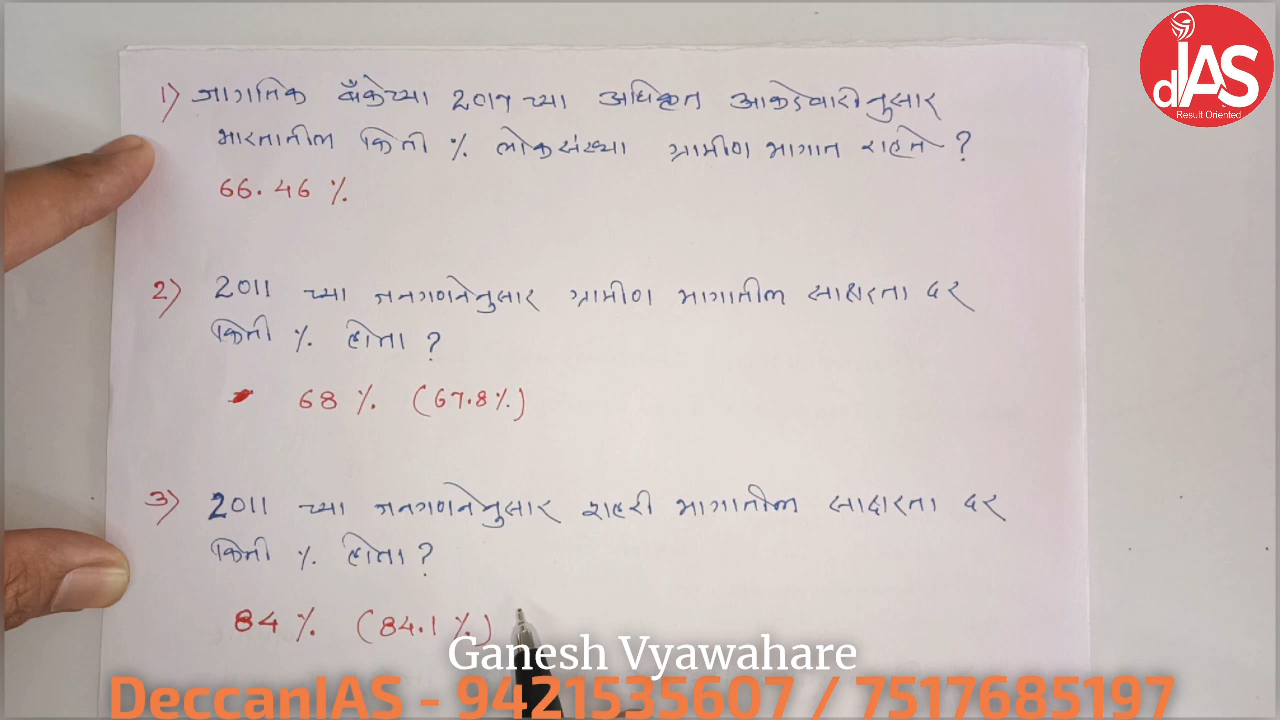 dIAS
Result Oriented
1) जागतिक बँकेच्या 2017 च्या अधिकृत आकडेवारीनुसार
भारतातील किती % लोकसंख्या ग्रामीण भागात राहते ?
66.46 %
2) 2011 च्या जनगणनेनुसार ग्रामीण भागातील साक्षरता दर
किती % होता ?
68 % (67.8%)
3) 2011 च्या जनगणनेनुसार शहरी भागातील साक्षरता दर
किती % होता ?
84 % (84.1 %)
Ganesh Vyawahare
DeccanIAS - 9421535607 / 7517685197